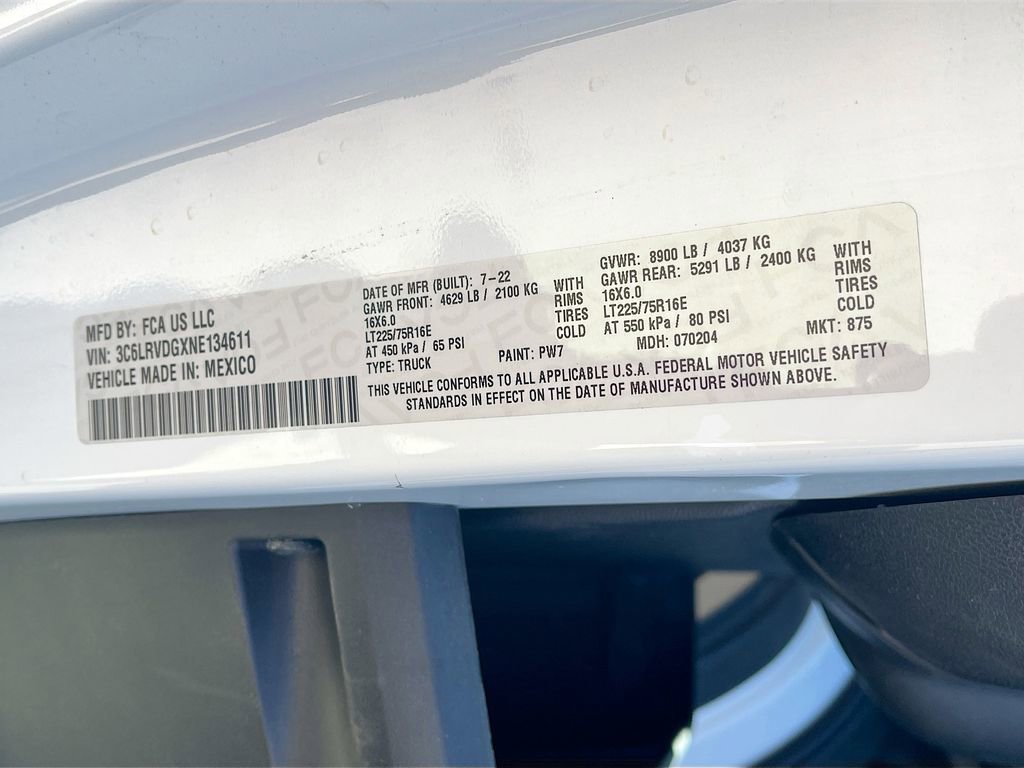 MFD BY: FCA US LLC
VIN: 3C6LRVDGXNE134611
VEHICLE MADE IN: MEXICO
DATE OF MFR (BUILT): 7-22
GAWR FRONT: 4629 LB / 2100 KG
16X6.0
LT225/75R16E
AT 450 kPa / 65 PSI
TYPE: TRUCK
WITH
RIMS
TIRES
COLD
PAINT: PW7
GVWR: 8900 LB / 4037 KG
GAWR REAR: 5291 LB / 2400 KG
16X6.0
LT225/75R16E
AT 550 kPa / 80 PSI
MDH: 070204
WITH
RIMS
TIRES
COLD
MKT: 875
THIS VEHICLE CONFORMS TO ALL APPLICABLE U.S.A. FEDERAL MOTOR VEHICLE SAFETY
STANDARDS IN EFFECT ON THE DATE OF MANUFACTURE SHOWN ABOVE.